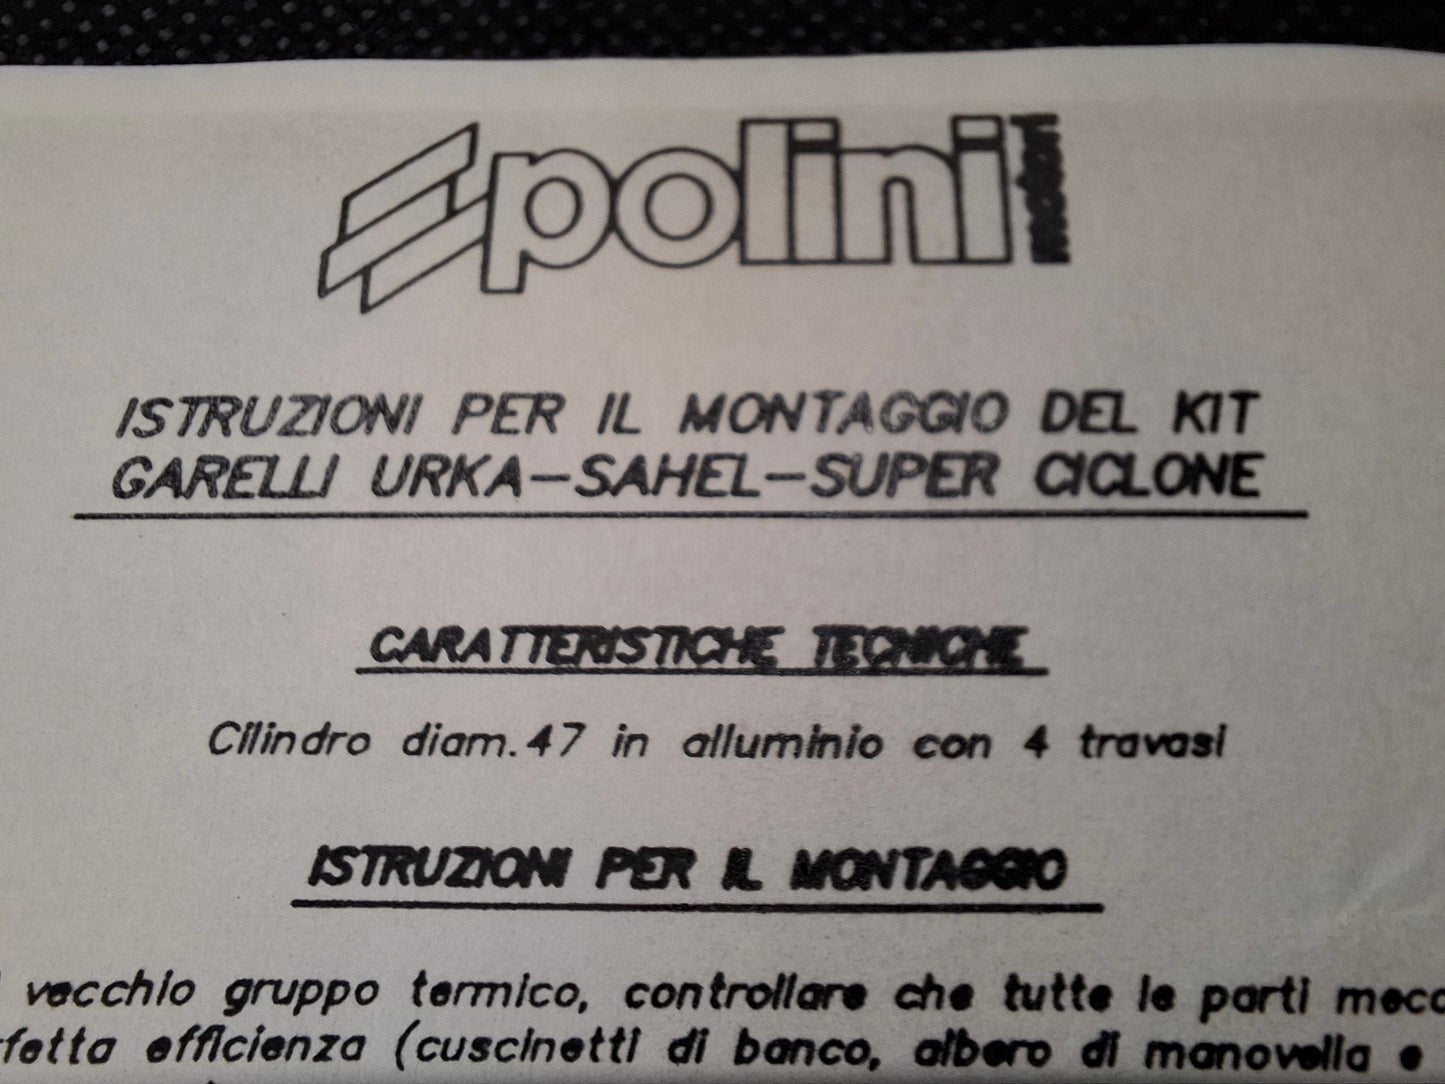 polini
ISTRUZIONI PER IL MONTAGGIO DEL KIT
GARELLI URKA-SAHEL-SUPER CICLONE
CARATTERISTICHE TECNICHE
Cilindro diam.47 in alluminio con 4 travasi
ISTRUZIONI PER IL MONTAGGIO
vecchio gruppo termico, controllare che tutte le parti mecc
fetta efficienza (cuscinetti di banco, albero di manovella e